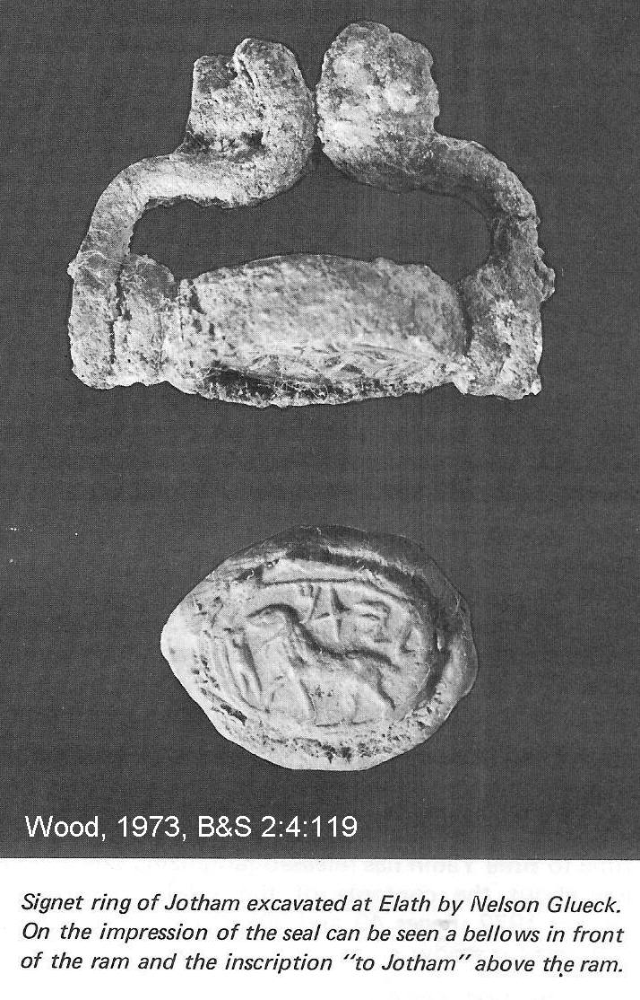 Wood, 1973, B&S 2:4:119
Signet ring of Jotham excavated at Elath by Nelson Glueck.
On the impression of the seal can be seen a bellows in front
of the ram and the inscription "to Jotham" above the ram.